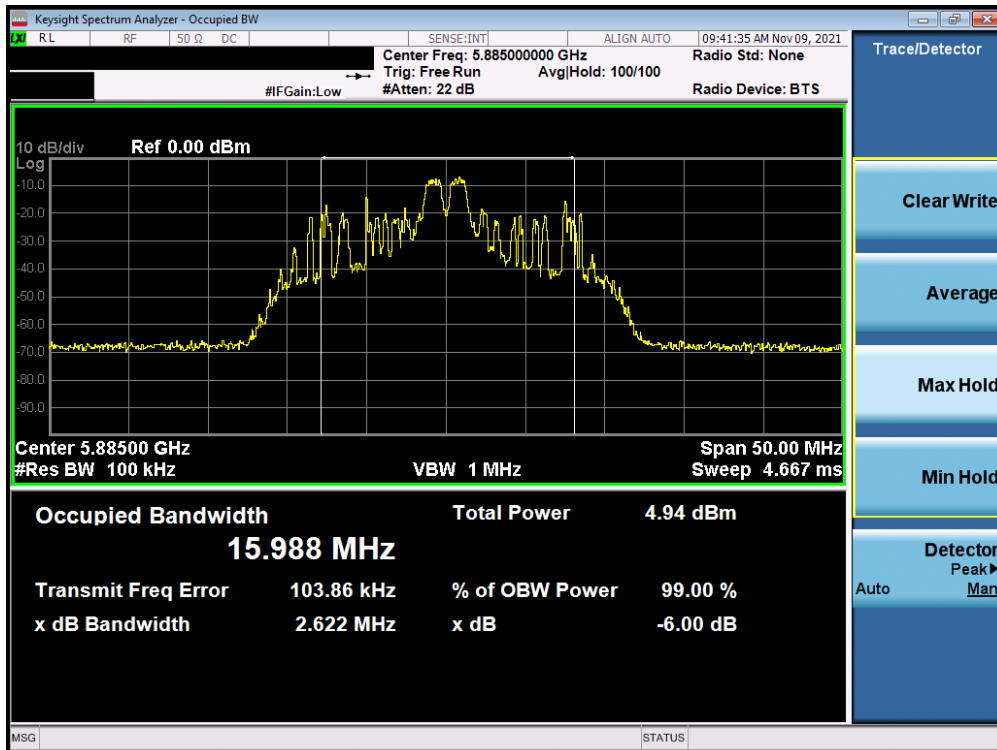 Keysight Spectrum Analyzer - Occupied BW
LXI RL RF 50 Ω DC SENSE:INT ALIGN AUTO 09:41:35 AM Nov 09, 2021
Center Freq: 5.885000000 GHz Radio Std: None
Trig: Free Run Avg|Hold: 100/100
#IFGain:Low #Atten: 22 dB Radio Device: BTS
10 dB/div Ref 0.00 dBm
Log
-10.0
-20.0
-30.0
-40.0
-50.0
-60.0
-70.0
-80.0
-90.0
Center 5.88500 GHz Span 50.00 MHz
#Res BW 100 kHz VBW 1 MHz Sweep 4.667 ms
Occupied Bandwidth Total Power 4.94 dBm
15.988 MHz
Transmit Freq Error 103.86 kHz % of OBW Power 99.00 %
x dB Bandwidth 2.622 MHz x dB -6.00 dB
MSG STATUS
Trace/Detector
Clear Write
Average
Max Hold
Min Hold
Detector
Peak▶
Auto Man